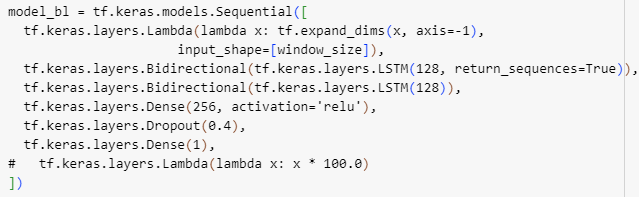 model_bl = tf.keras.models.Sequential([
  tf.keras.layers.Lambda(lambda x: tf.expand_dims(x, axis=-1),
                      input_shape=[window_size]),
  tf.keras.layers.Bidirectional(tf.keras.layers.LSTM(128, return_sequences=True)),
  tf.keras.layers.Bidirectional(tf.keras.layers.LSTM(128)),
  tf.keras.layers.Dense(256, activation='relu'),
  tf.keras.layers.Dropout(0.4),
  tf.keras.layers.Dense(1),
#   tf.keras.layers.Lambda(lambda x: x * 100.0)
])